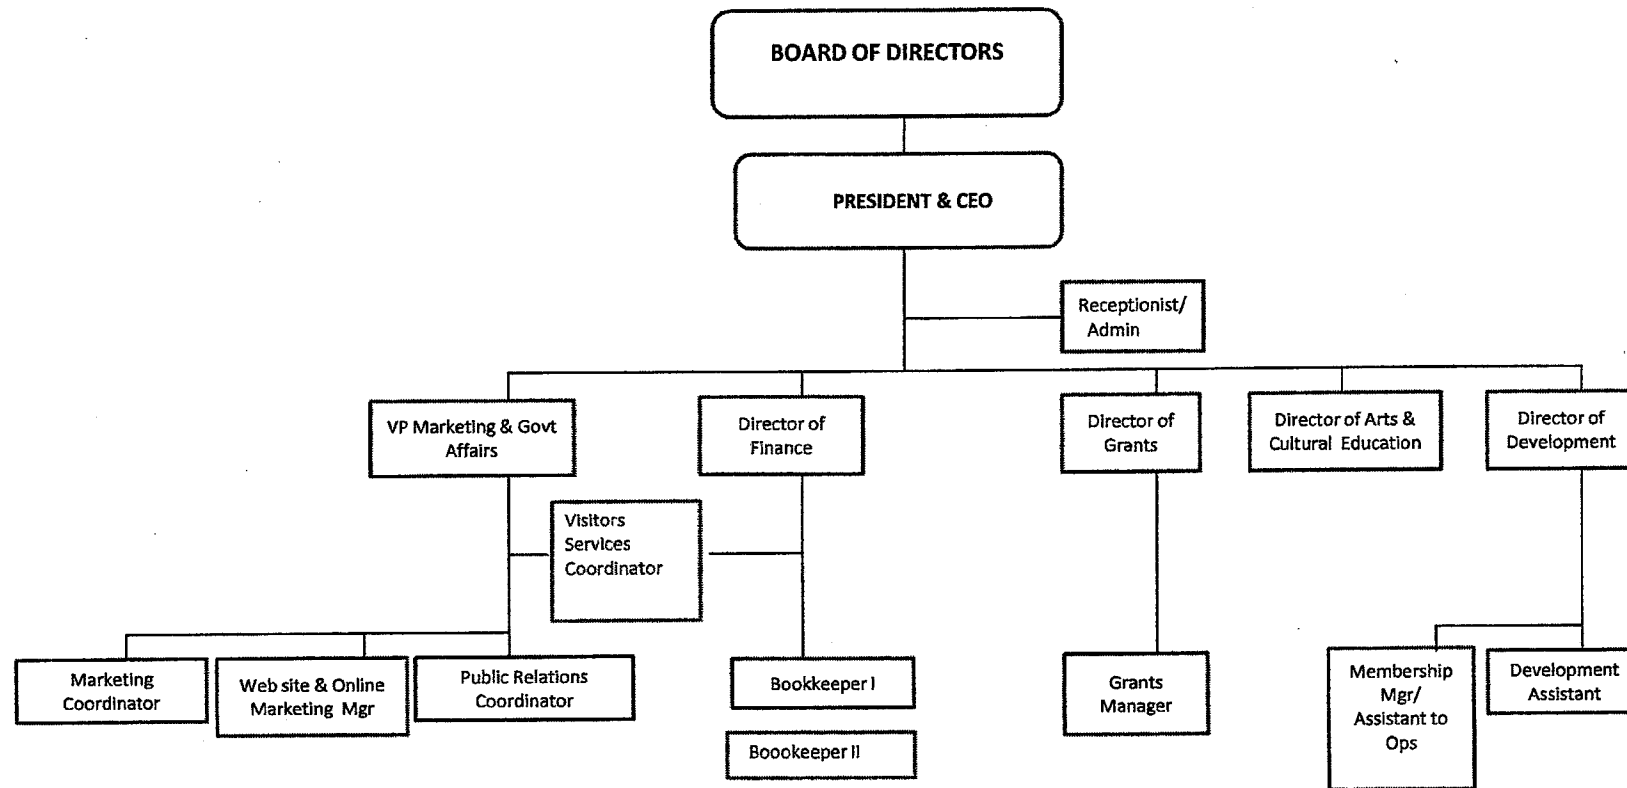 BOARD OF DIRECTORS
PRESIDENT & CEO
Receptionist/
Admin
VP Marketing & Govt
Affairs
Director of
Finance
Director of
Grants
Director of Arts &
Cultural Education
Director of
Development
Visitors
Services
Coordinator
Marketing
Coordinator
Web site & Online
Marketing Mgr
Public Relations
Coordinator
Bookkeeper I
Boookeeper II
Grants
Manager
Membership
Mgr/
Assistant to
Ops
Development
Assistant